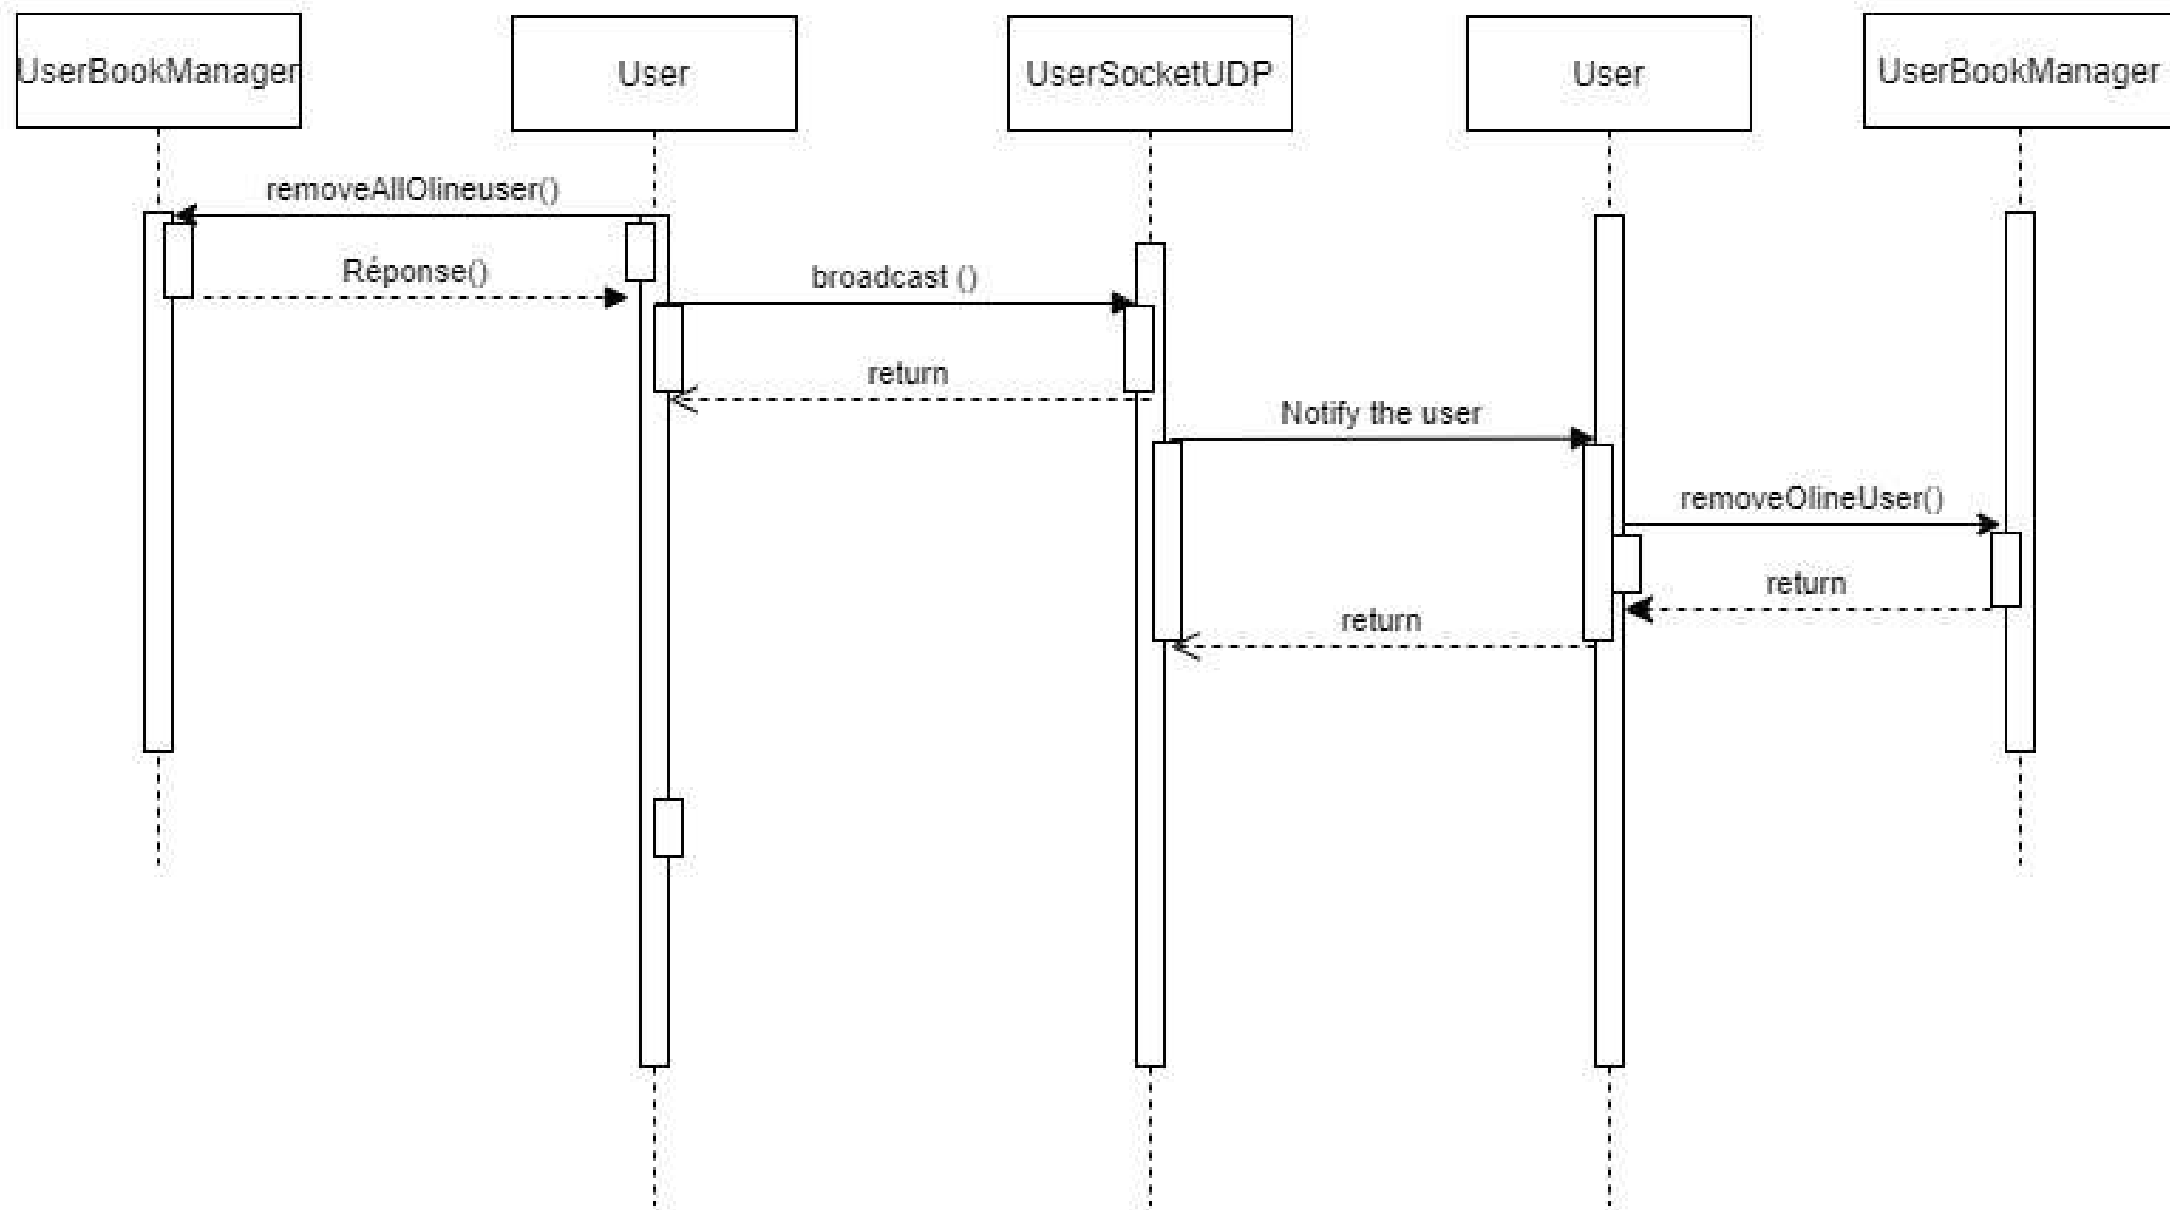 UserBookManager
User
UserSocketUDP
User
UserBookManager
removeAllOlineuser()
Réponse()
broadcast ()
return
Notify the user
removeOlineUser()
return
return